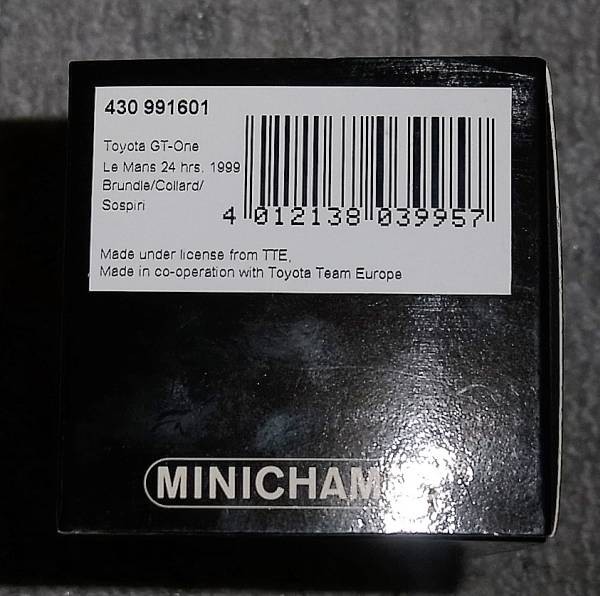 430 991601
Toyota GT-One
Le Mans 24 hrs. 1999
Brundle/Collard/
Sospiri
4 012138 039957
Made under license from TTE,
Made in co-operation with Toyota Team Europe
MINICHAM